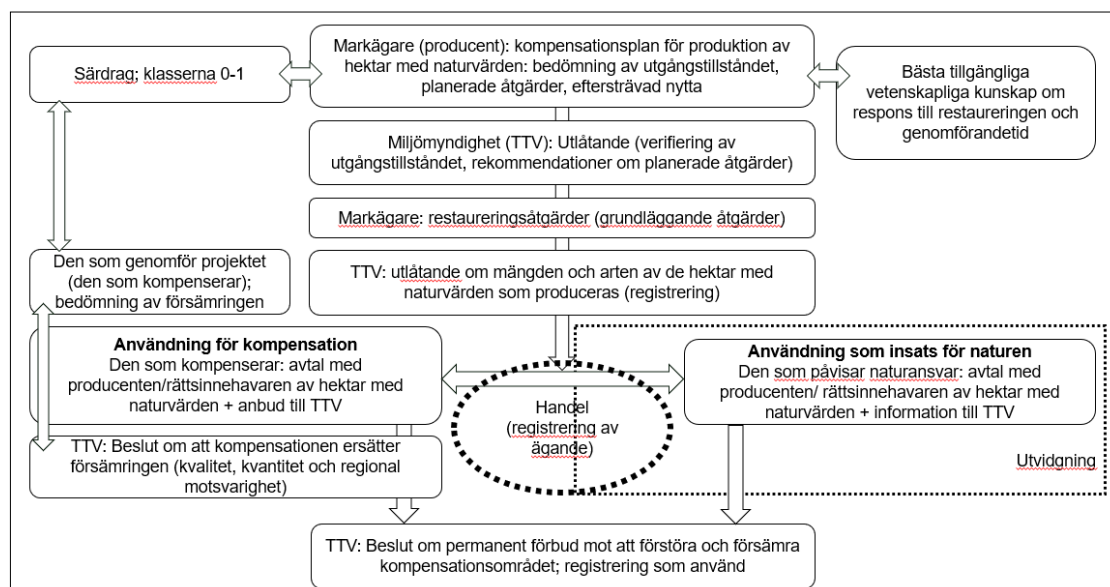 Särdrag; klasserna 0-1
Markägare (producent): kompensationsplan för produktion av
hektar med naturvärden: bedömning av utgångstillståndet,
planerade åtgärder, eftersträvad nytta
Bästa tillgängliga
vetenskapliga kunskap om
respons till restaureringen och
genomförandetid
Miljömyndighet (TTV): Utlåtande (verifiering av
utgångstillståndet, rekommendationer om planerade åtgärder)
Markägare: restaureringsåtgärder (grundläggande åtgärder)
Den som genomför projektet
(den som kompenserar);
bedömning av försämringen
TTV: utlåtande om mängden och arten av de hektar med
naturvärden som produceras (registrering)
Användning för kompensation
Den som kompenserar: avtal med
producenten/rättsinnehavaren av hektar med
naturvärden + anbud till TTV
Handel
(registrering av
ägande)
Användning som insats för naturen
Den som påvisar naturansvar: avtal med
producenten/ rättsinnehavaren av hektar med
naturvärden + information till TTV
TTV: Beslut om att kompensationen ersätter
försämringen (kvalitet, kvantitet och regional
motsvarighet)
Utvidgning
TTV: Beslut om permanent förbud mot att förstöra och försämra
kompensationsområdet; registrering som använd